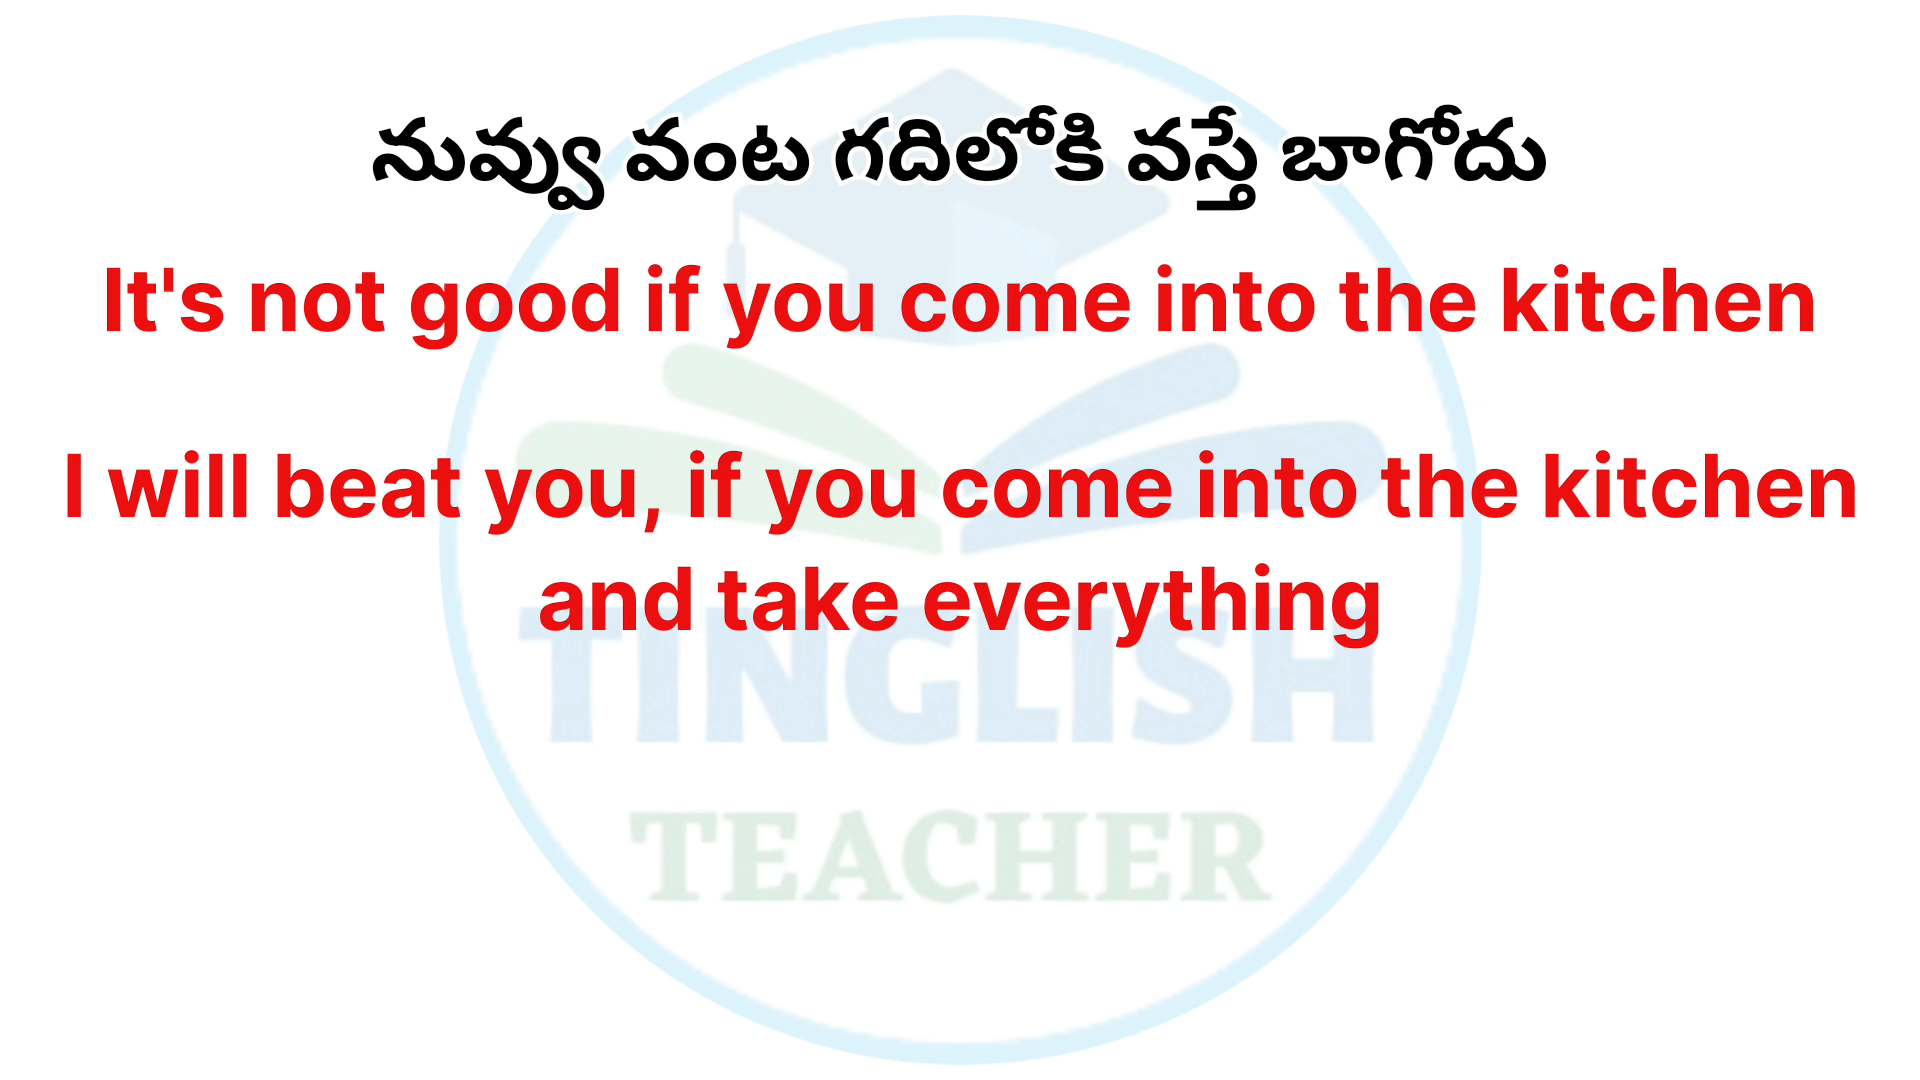 నువ్వు వంట గదిలోకి వస్తే బాగోదు
It's not good if you come into the kitchen
I will beat you, if you come into the kitchen
and take everything
TINGLISH
TEACHER